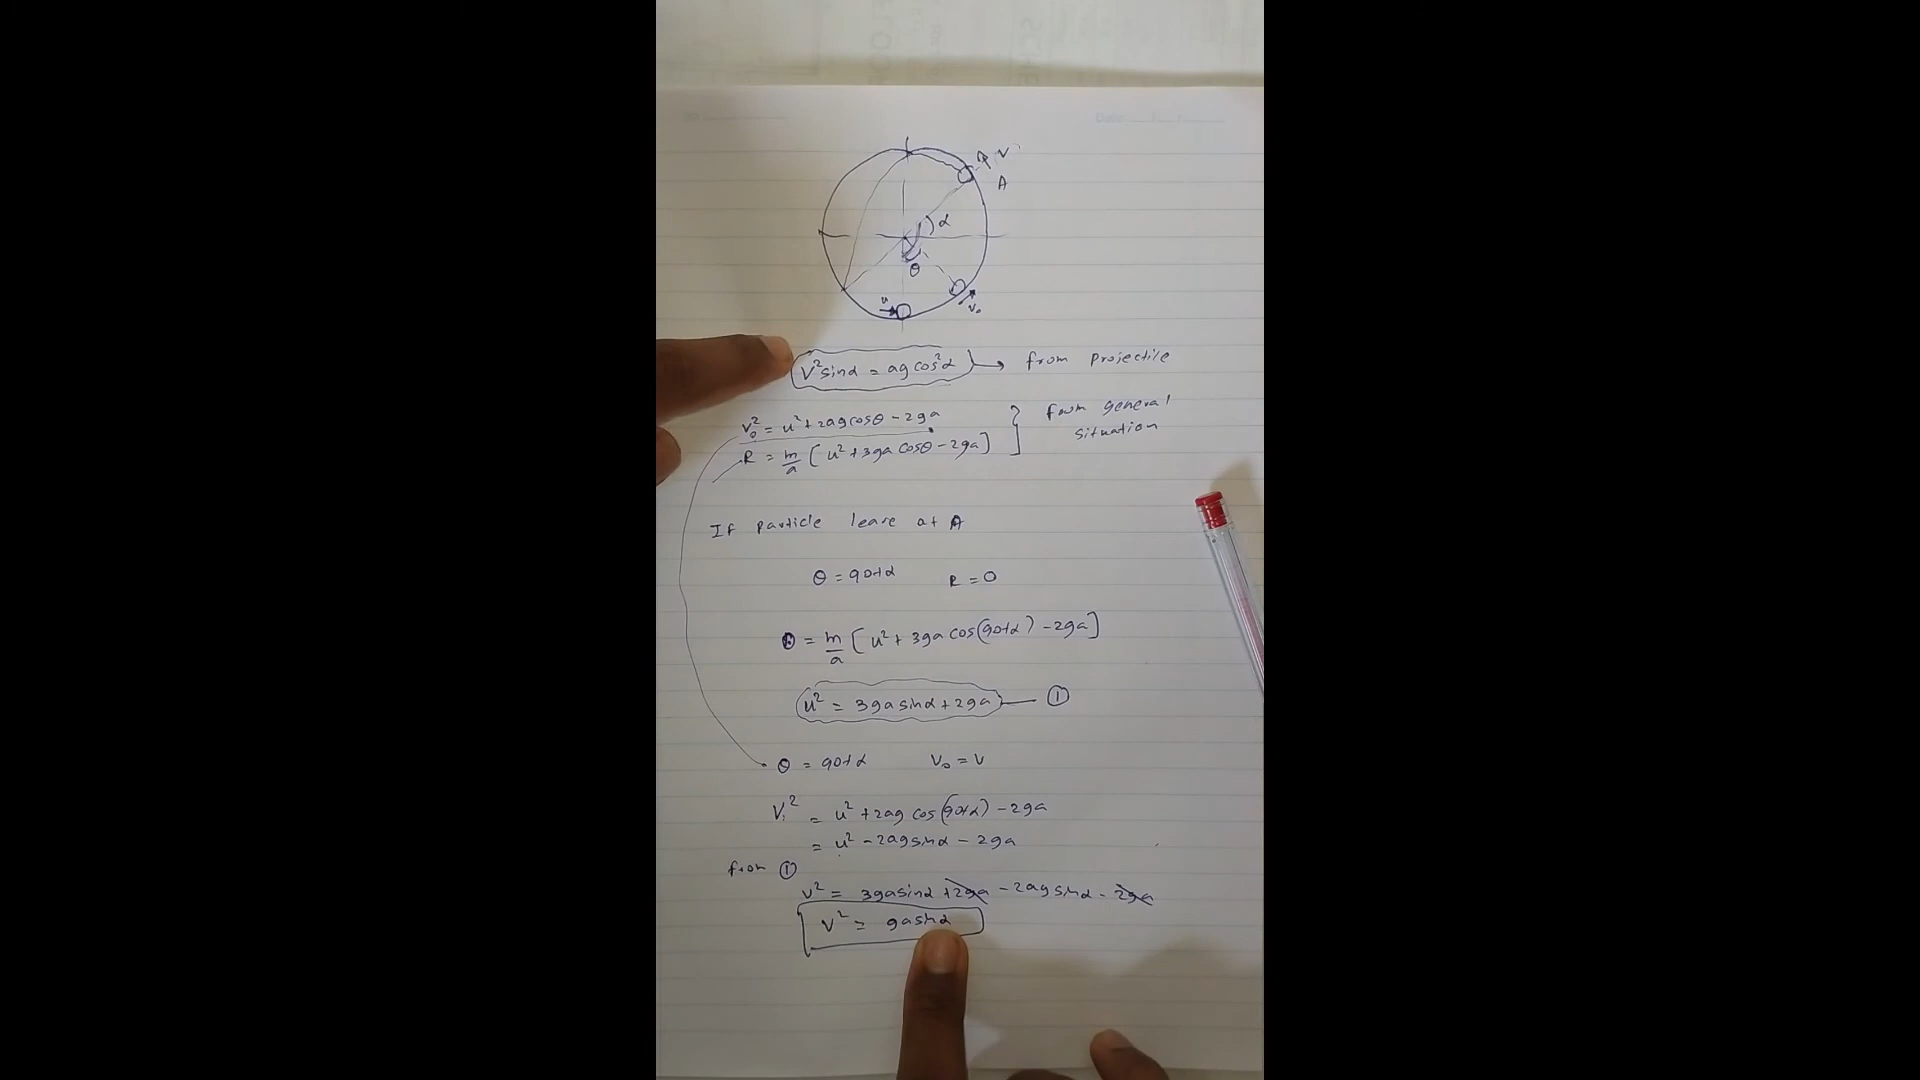 Date
V
A
α
θ
u
V₀
V²sinα = ag cos²α → from projectile
V₀² = u² + 2ag cosθ - 2ga
from general
R = m/a [ u² + 3ga cosθ - 2ga ]
situation
If particle leave at A
θ = 90+α R = 0
0 = m/a [ u² + 3ga cos(90+α) - 2ga ]
u² = 3ga sinα + 2ga — ①
θ = 90+α V₀ = V
V² = u² + 2ag cos(90+α) - 2ga
= u² - 2ag sinα - 2ga
from ①
V² = 3ga sinα + 2ga - 2ag sinα - 2ga
V² = ga sinα